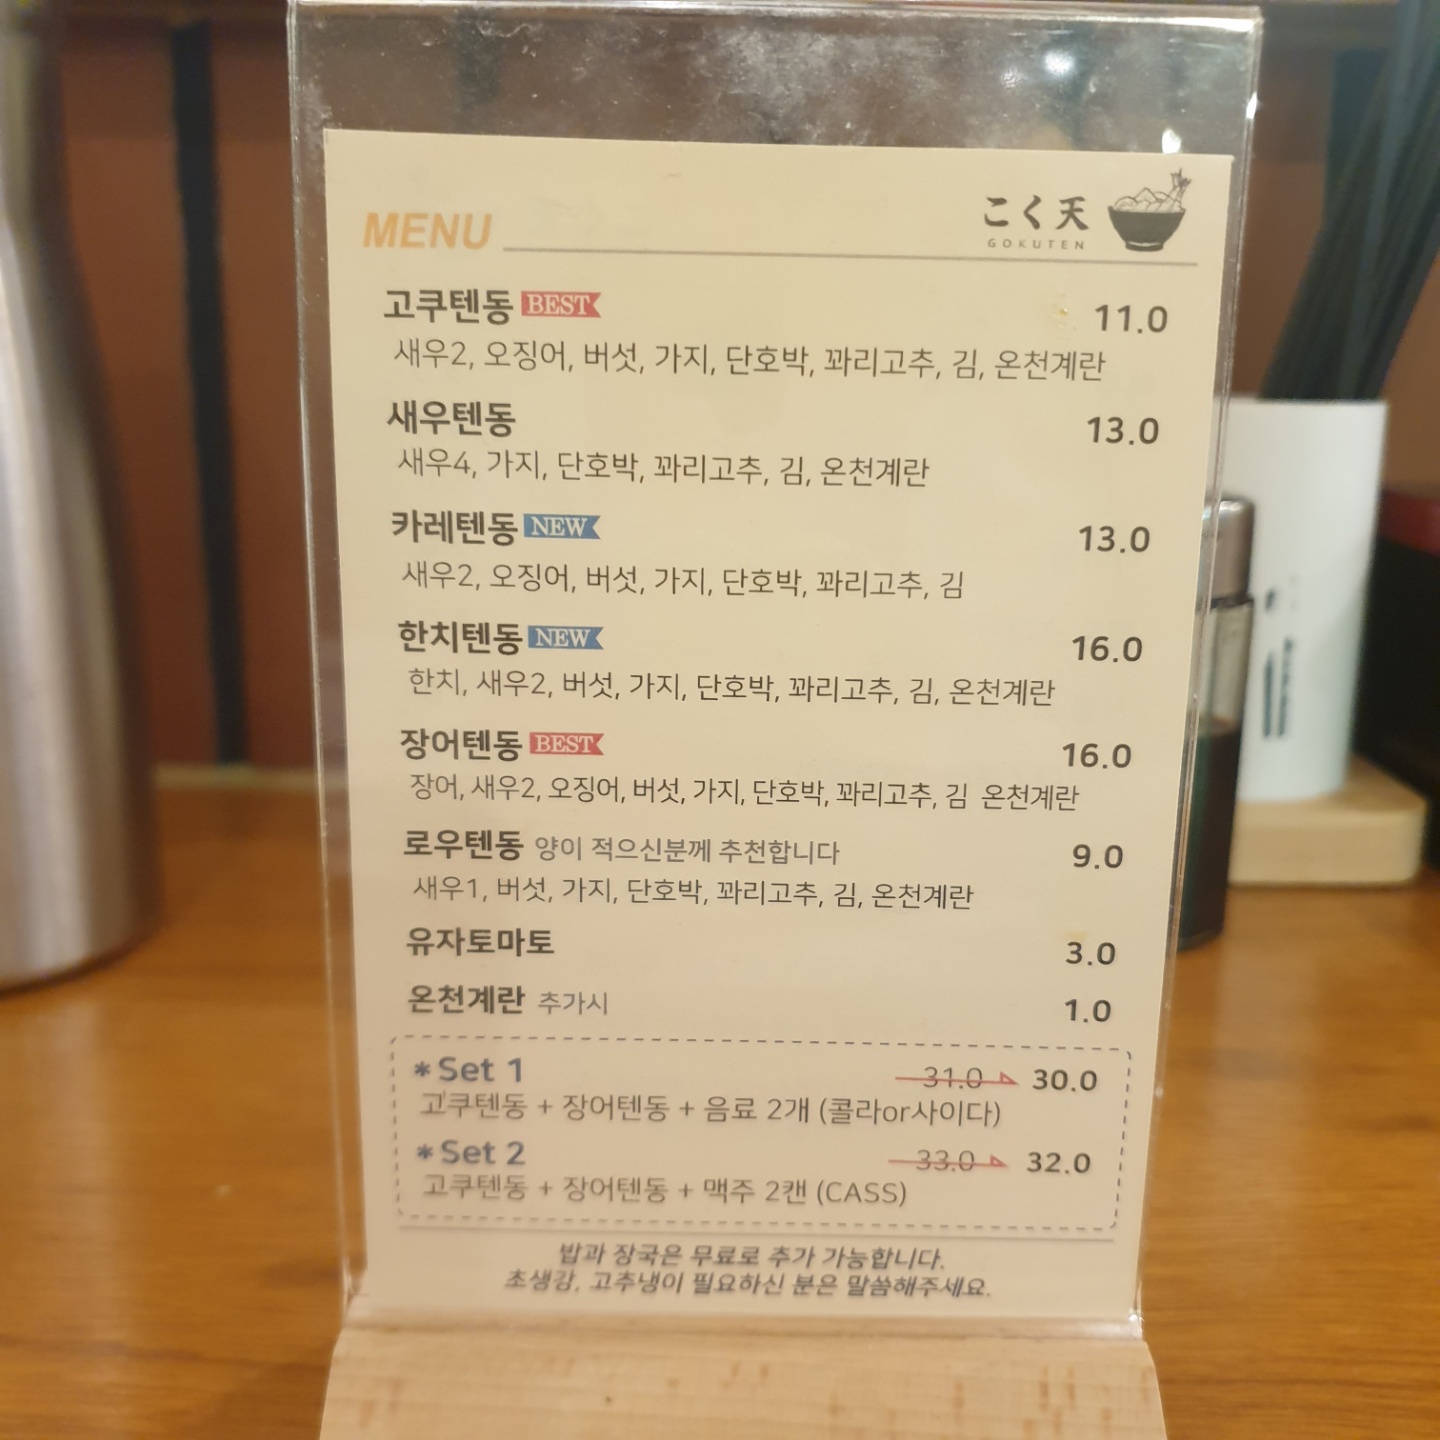 MENU
こく天
GOKUTEN
고쿠텐동 BEST 11.0
새우2, 오징어, 버섯, 가지, 단호박, 꽈리고추, 김, 온천계란
새우텐동 13.0
새우4, 가지, 단호박, 꽈리고추, 김, 온천계란
카레텐동 NEW 13.0
새우2, 오징어, 버섯, 가지, 단호박, 꽈리고추, 김
한치텐동 NEW 16.0
한치, 새우2, 버섯, 가지, 단호박, 꽈리고추, 김, 온천계란
장어텐동 BEST 16.0
장어, 새우2, 오징어, 버섯, 가지, 단호박, 꽈리고추, 김 온천계란
로우텐동 양이 적으신분께 추천합니다 9.0
새우1, 버섯, 가지, 단호박, 꽈리고추, 김, 온천계란
유자토마토 3.0
온천계란 추가시 1.0
*Set 1 31.0 30.0
고쿠텐동 + 장어텐동 + 음료 2개 (콜라or사이다)
*Set 2 33.0 32.0
고쿠텐동 + 장어텐동 + 맥주 2캔 (CASS)
밥과 장국은 무료로 추가 가능합니다.
초생강, 고추냉이 필요하신 분은 말씀해주세요.